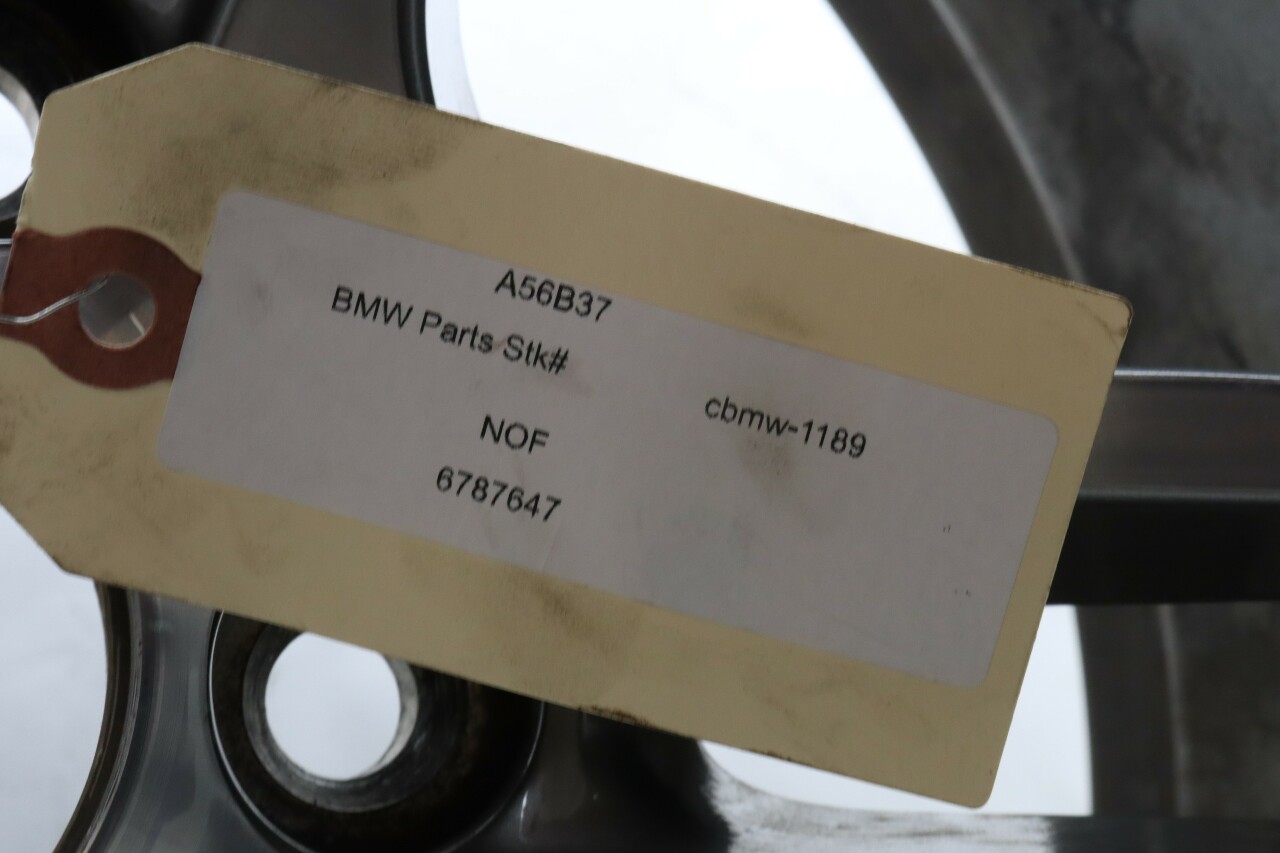 A56B37
BMW Parts Stk#
cbmw-1189
NOF
6787647